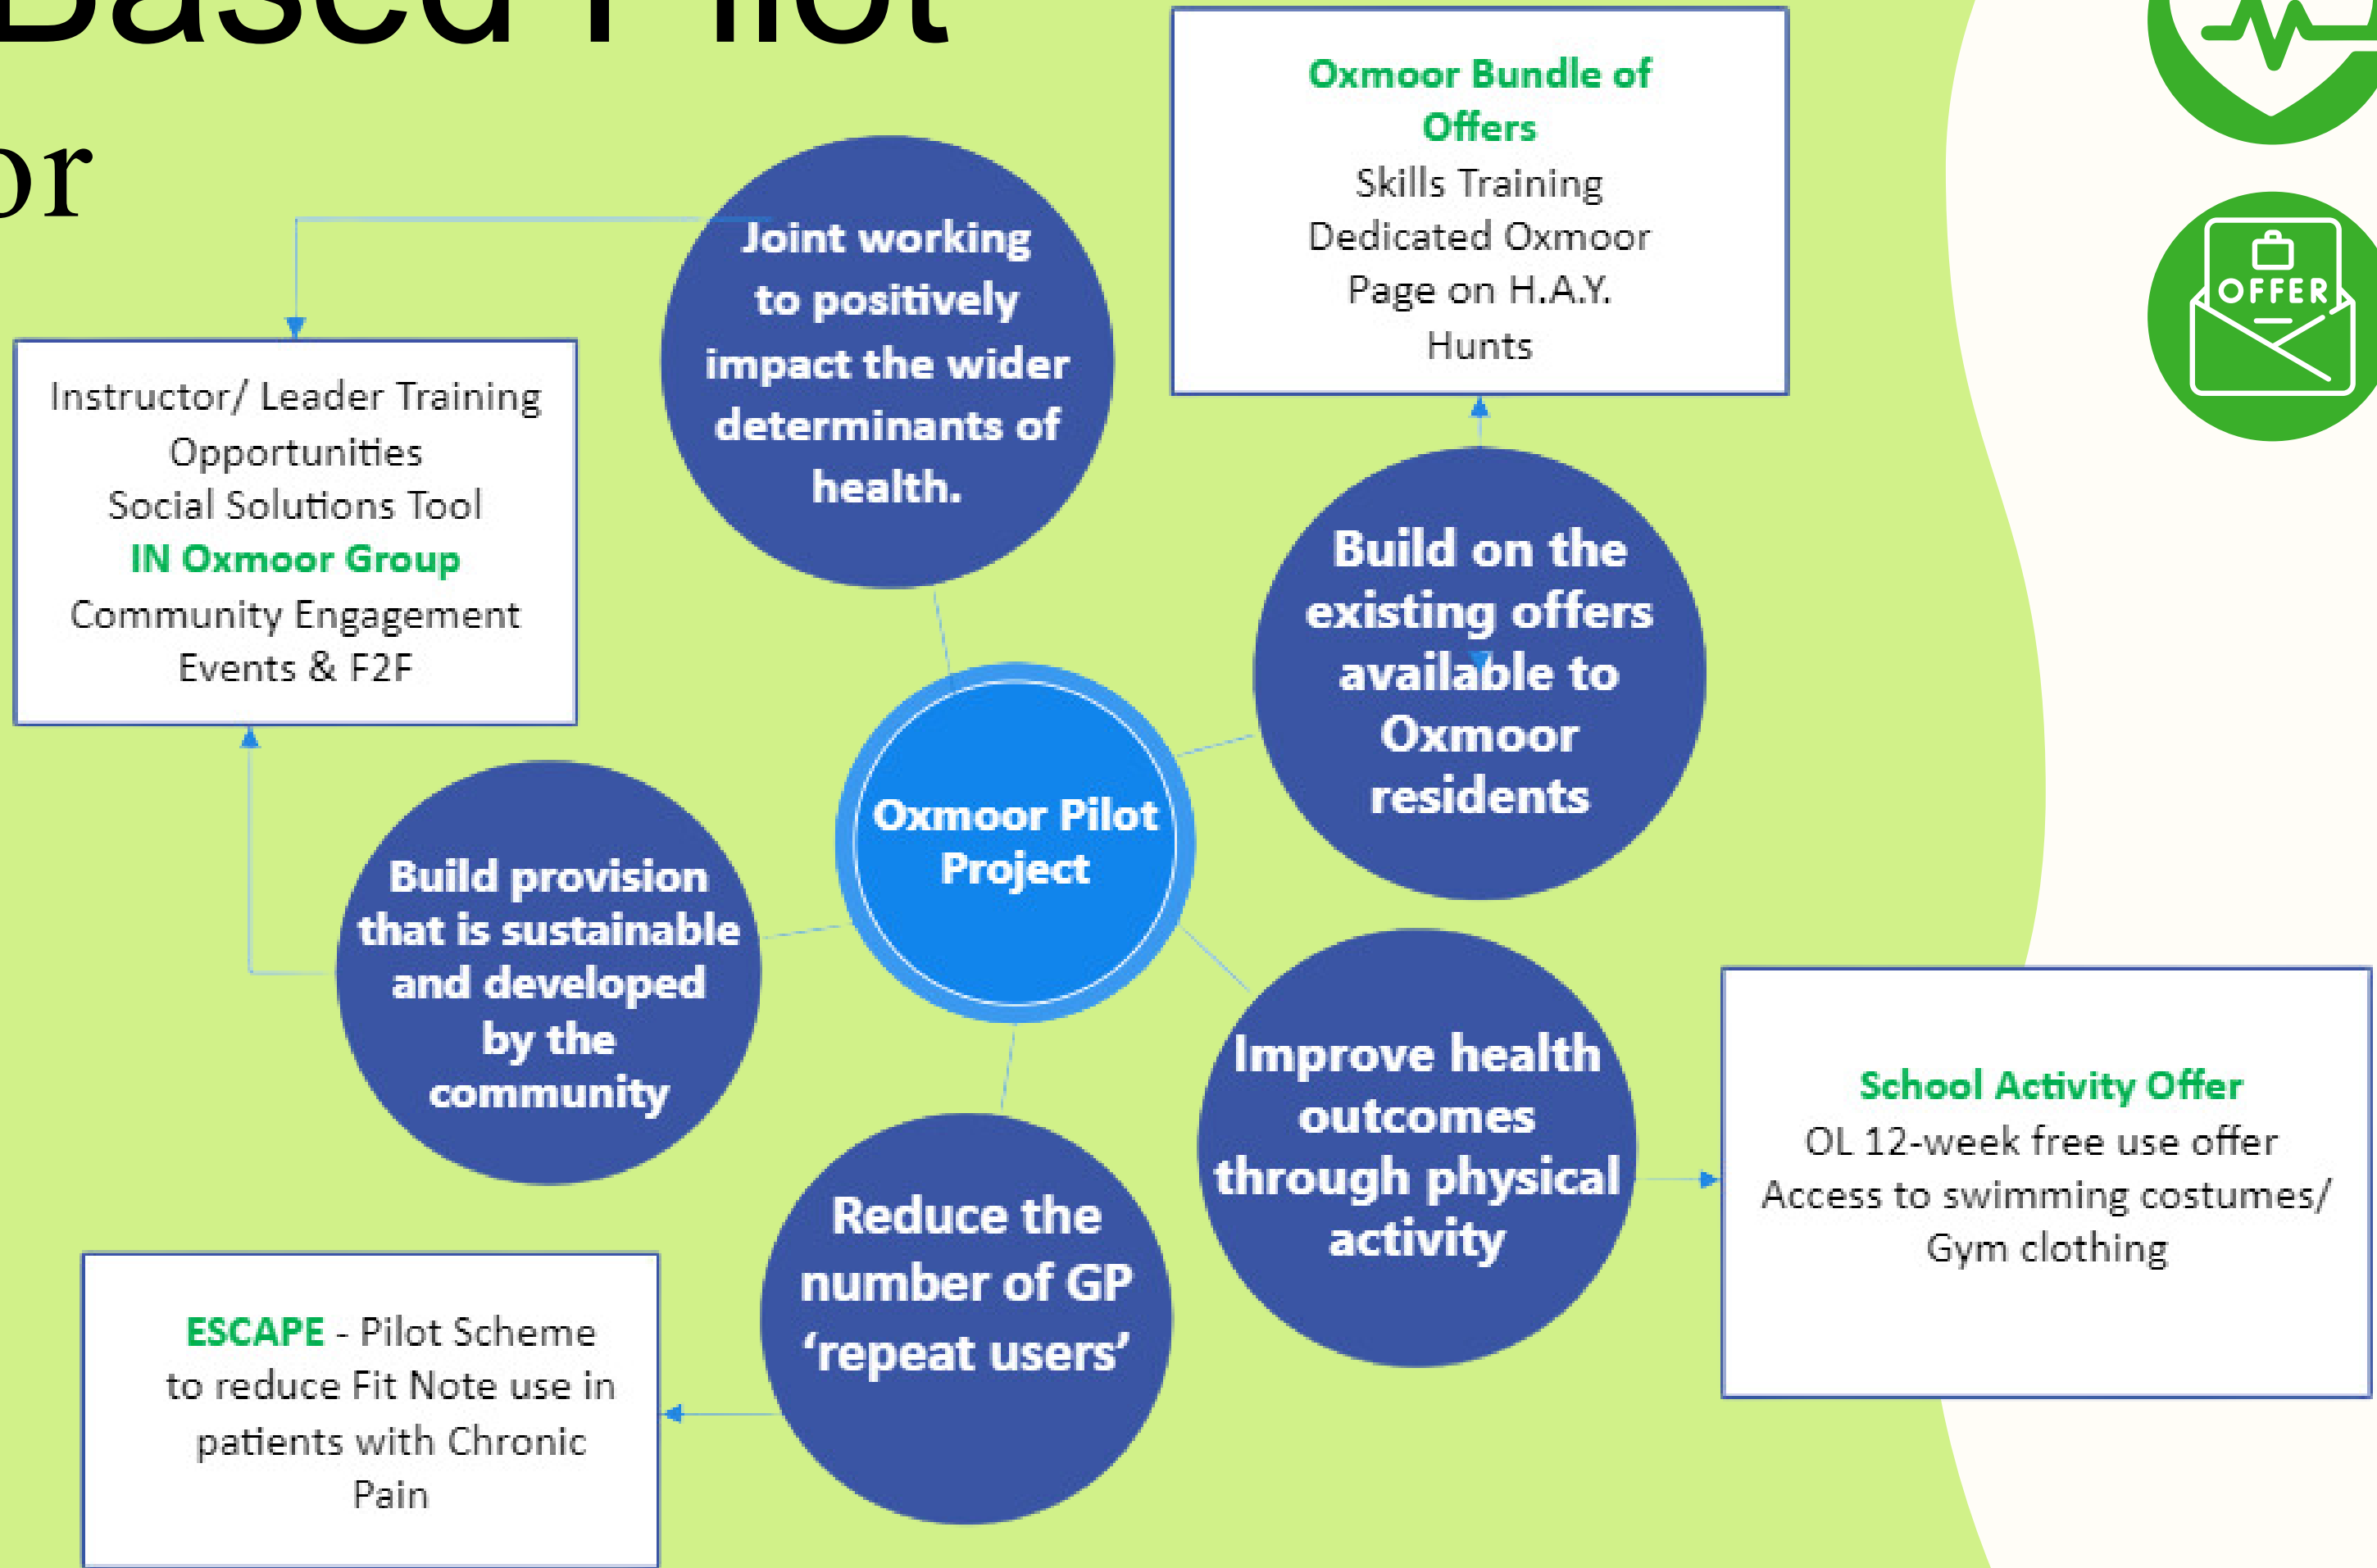 Based Pilot
or
Oxmoor Bundle of
Offers
Skills Training
Dedicated Oxmoor
Page on H.A.Y.
Hunts
OFFER
Joint working
to positively
impact the wider
determinants of
health.
Instructor/ Leader Training
Opportunities
Social Solutions Tool
IN Oxmoor Group
Community Engagement
Events & F2F
Build on the
existing offers
available to
Oxmoor
residents
Oxmoor Pilot
Project
Build provision
that is sustainable
and developed
by the
community
Improve health
outcomes
through physical
activity
School Activity Offer
OL 12-week free use offer
Access to swimming costumes/
Gym clothing
Reduce the
number of GP
‘repeat users’
ESCAPE - Pilot Scheme
to reduce Fit Note use in
patients with Chronic
Pain